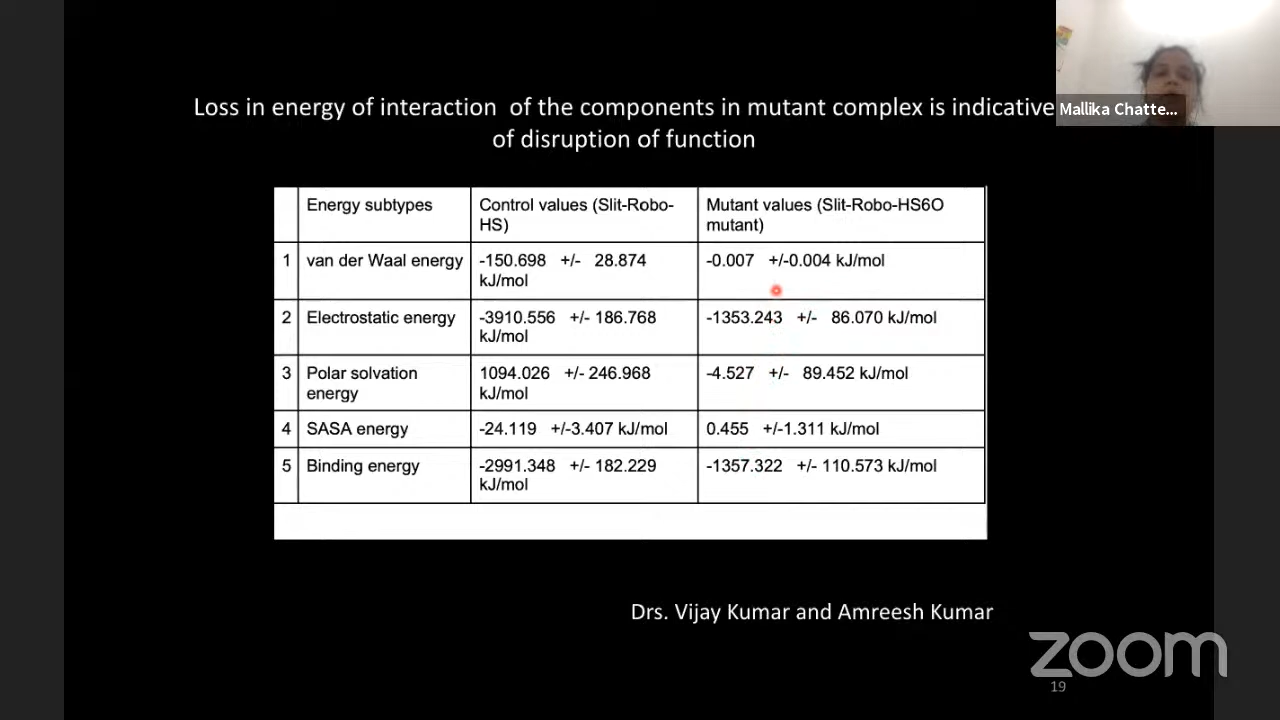 Loss in energy of interaction of the components in mutant complex is indicative
of disruption of function
Mallika Chatte...
Energy subtypes
Control values (Slit-Robo-
HS)
Mutant values (Slit-Robo-HS6O
mutant)
1
van der Waal energy
-150.698 +/- 28.874
kJ/mol
-0.007 +/-0.004 kJ/mol
2
Electrostatic energy
-3910.556 +/- 186.768
kJ/mol
-1353.243 +/- 86.070 kJ/mol
3
Polar solvation
energy
1094.026 +/- 246.968
kJ/mol
-4.527 +/- 89.452 kJ/mol
4
SASA energy
-24.119 +/-3.407 kJ/mol
0.455 +/-1.311 kJ/mol
5
Binding energy
-2991.348 +/- 182.229
kJ/mol
-1357.322 +/- 110.573 kJ/mol
Drs. Vijay Kumar and Amreesh Kumar
zoom
19